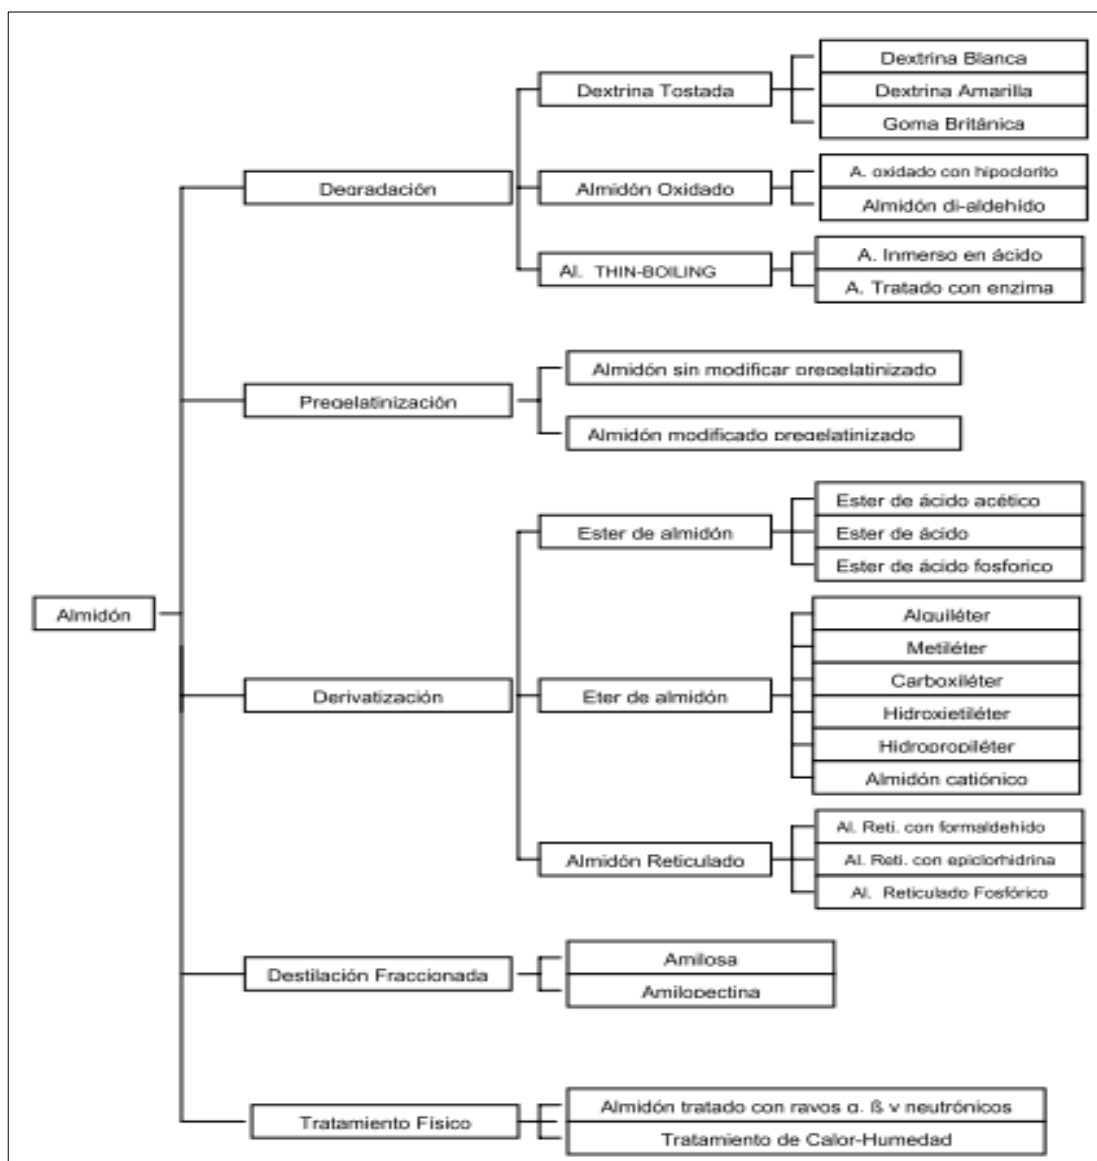 Almidón
Degradación
Dextrina Tostada
Dextrina Blanca
Dextrina Amarilla
Goma Británica
Almidón Oxidado
A. oxidado con hipoclorito
Almidón di-aldehído
Al. THIN-BOILING
A. Inmerso en ácido
A. Tratado con enzima
Pregelatinización
Almidón sin modificar pregelatinizado
Almidón modificado pregelatinizado
Derivatización
Ester de almidón
Ester de ácido acético
Ester de ácido
Ester de ácido fosforico
Eter de almidón
Alquiléter
Metiléter
Carboxiléter
Hidroxietiléter
Hidropropiléter
Almidón catiónico
Almidón Reticulado
Al. Reti. con formaldehído
Al. Reti. con epiclorhidrina
Al. Reticulado Fosfórico
Destilación Fraccionada
Amilosa
Amilopectina
Tratamiento Físico
Almidón tratado con rayos α. ß y neutrónicos
Tratamiento de Calor-Humedad